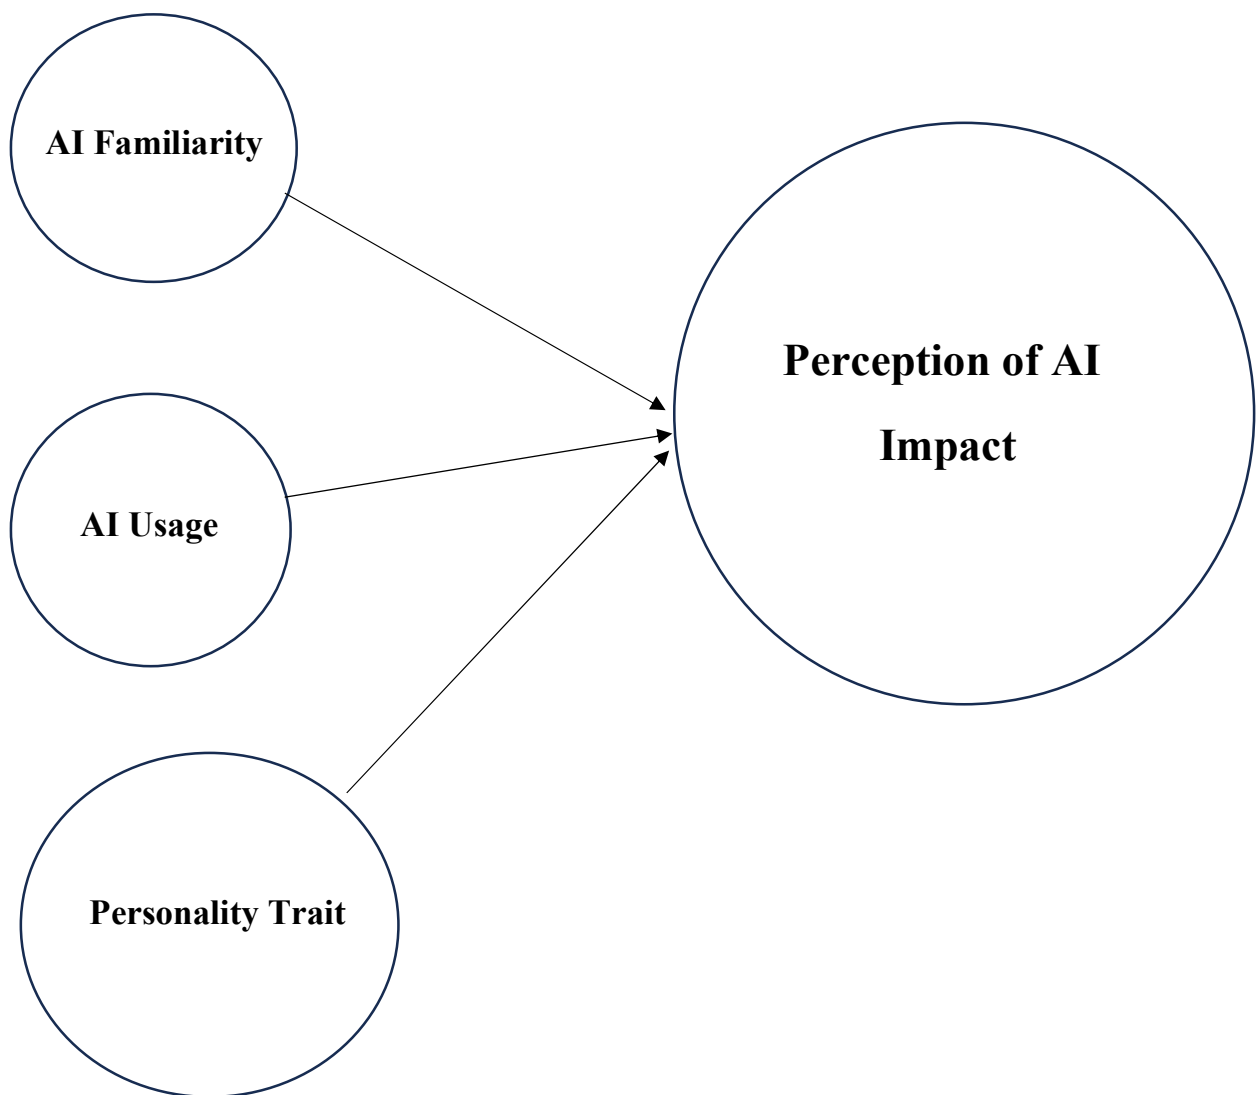 AI Familiarity
Perception of AI
Impact
AI Usage
Personality Trait